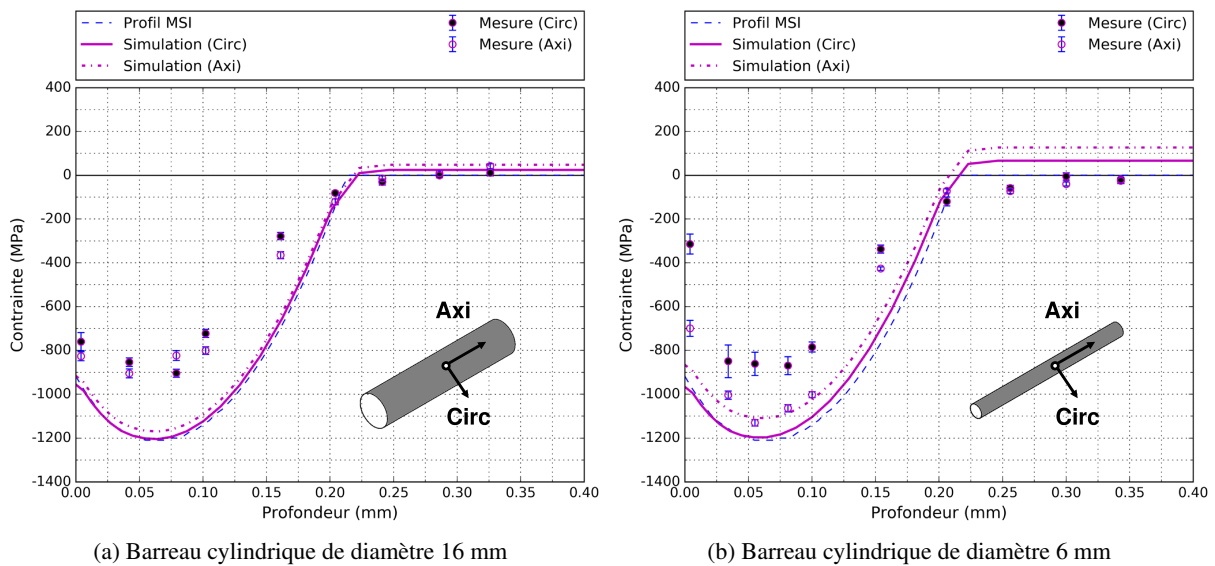 Profil MSI
Simulation (Circ)
Simulation (Axi)
Mesure (Circ)
Mesure (Axi)
400
200
0
-200
-400
-600
-800
-1000
-1200
-1400
Contrainte (MPa)
0.00 0.05 0.10 0.15 0.20 0.25 0.30 0.35 0.40
Profondeur (mm)
Axi
Circ
(a) Barreau cylindrique de diamètre 16 mm
Profil MSI
Simulation (Circ)
Simulation (Axi)
Mesure (Circ)
Mesure (Axi)
400
200
0
-200
-400
-600
-800
-1000
-1200
-1400
Contrainte (MPa)
0.00 0.05 0.10 0.15 0.20 0.25 0.30 0.35 0.40
Profondeur (mm)
Axi
Circ
(b) Barreau cylindrique de diamètre 6 mm